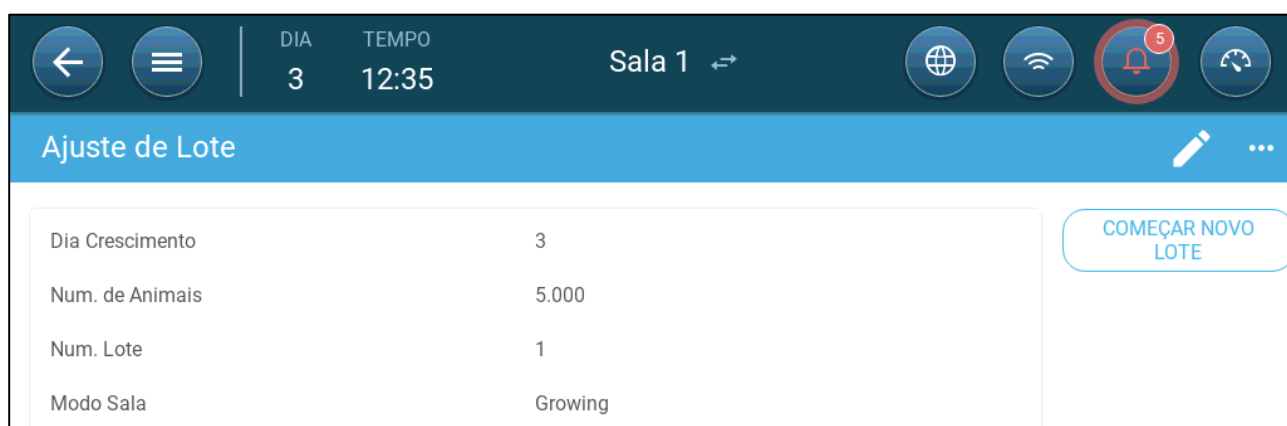 DIA TEMPO
3 12:35 Sala 1 5
Ajuste de Lote
Dia Crescimento 3
COMEÇAR NOVO
LOTE
Num. de Animais 5.000
Num. Lote 1
Modo Sala Growing